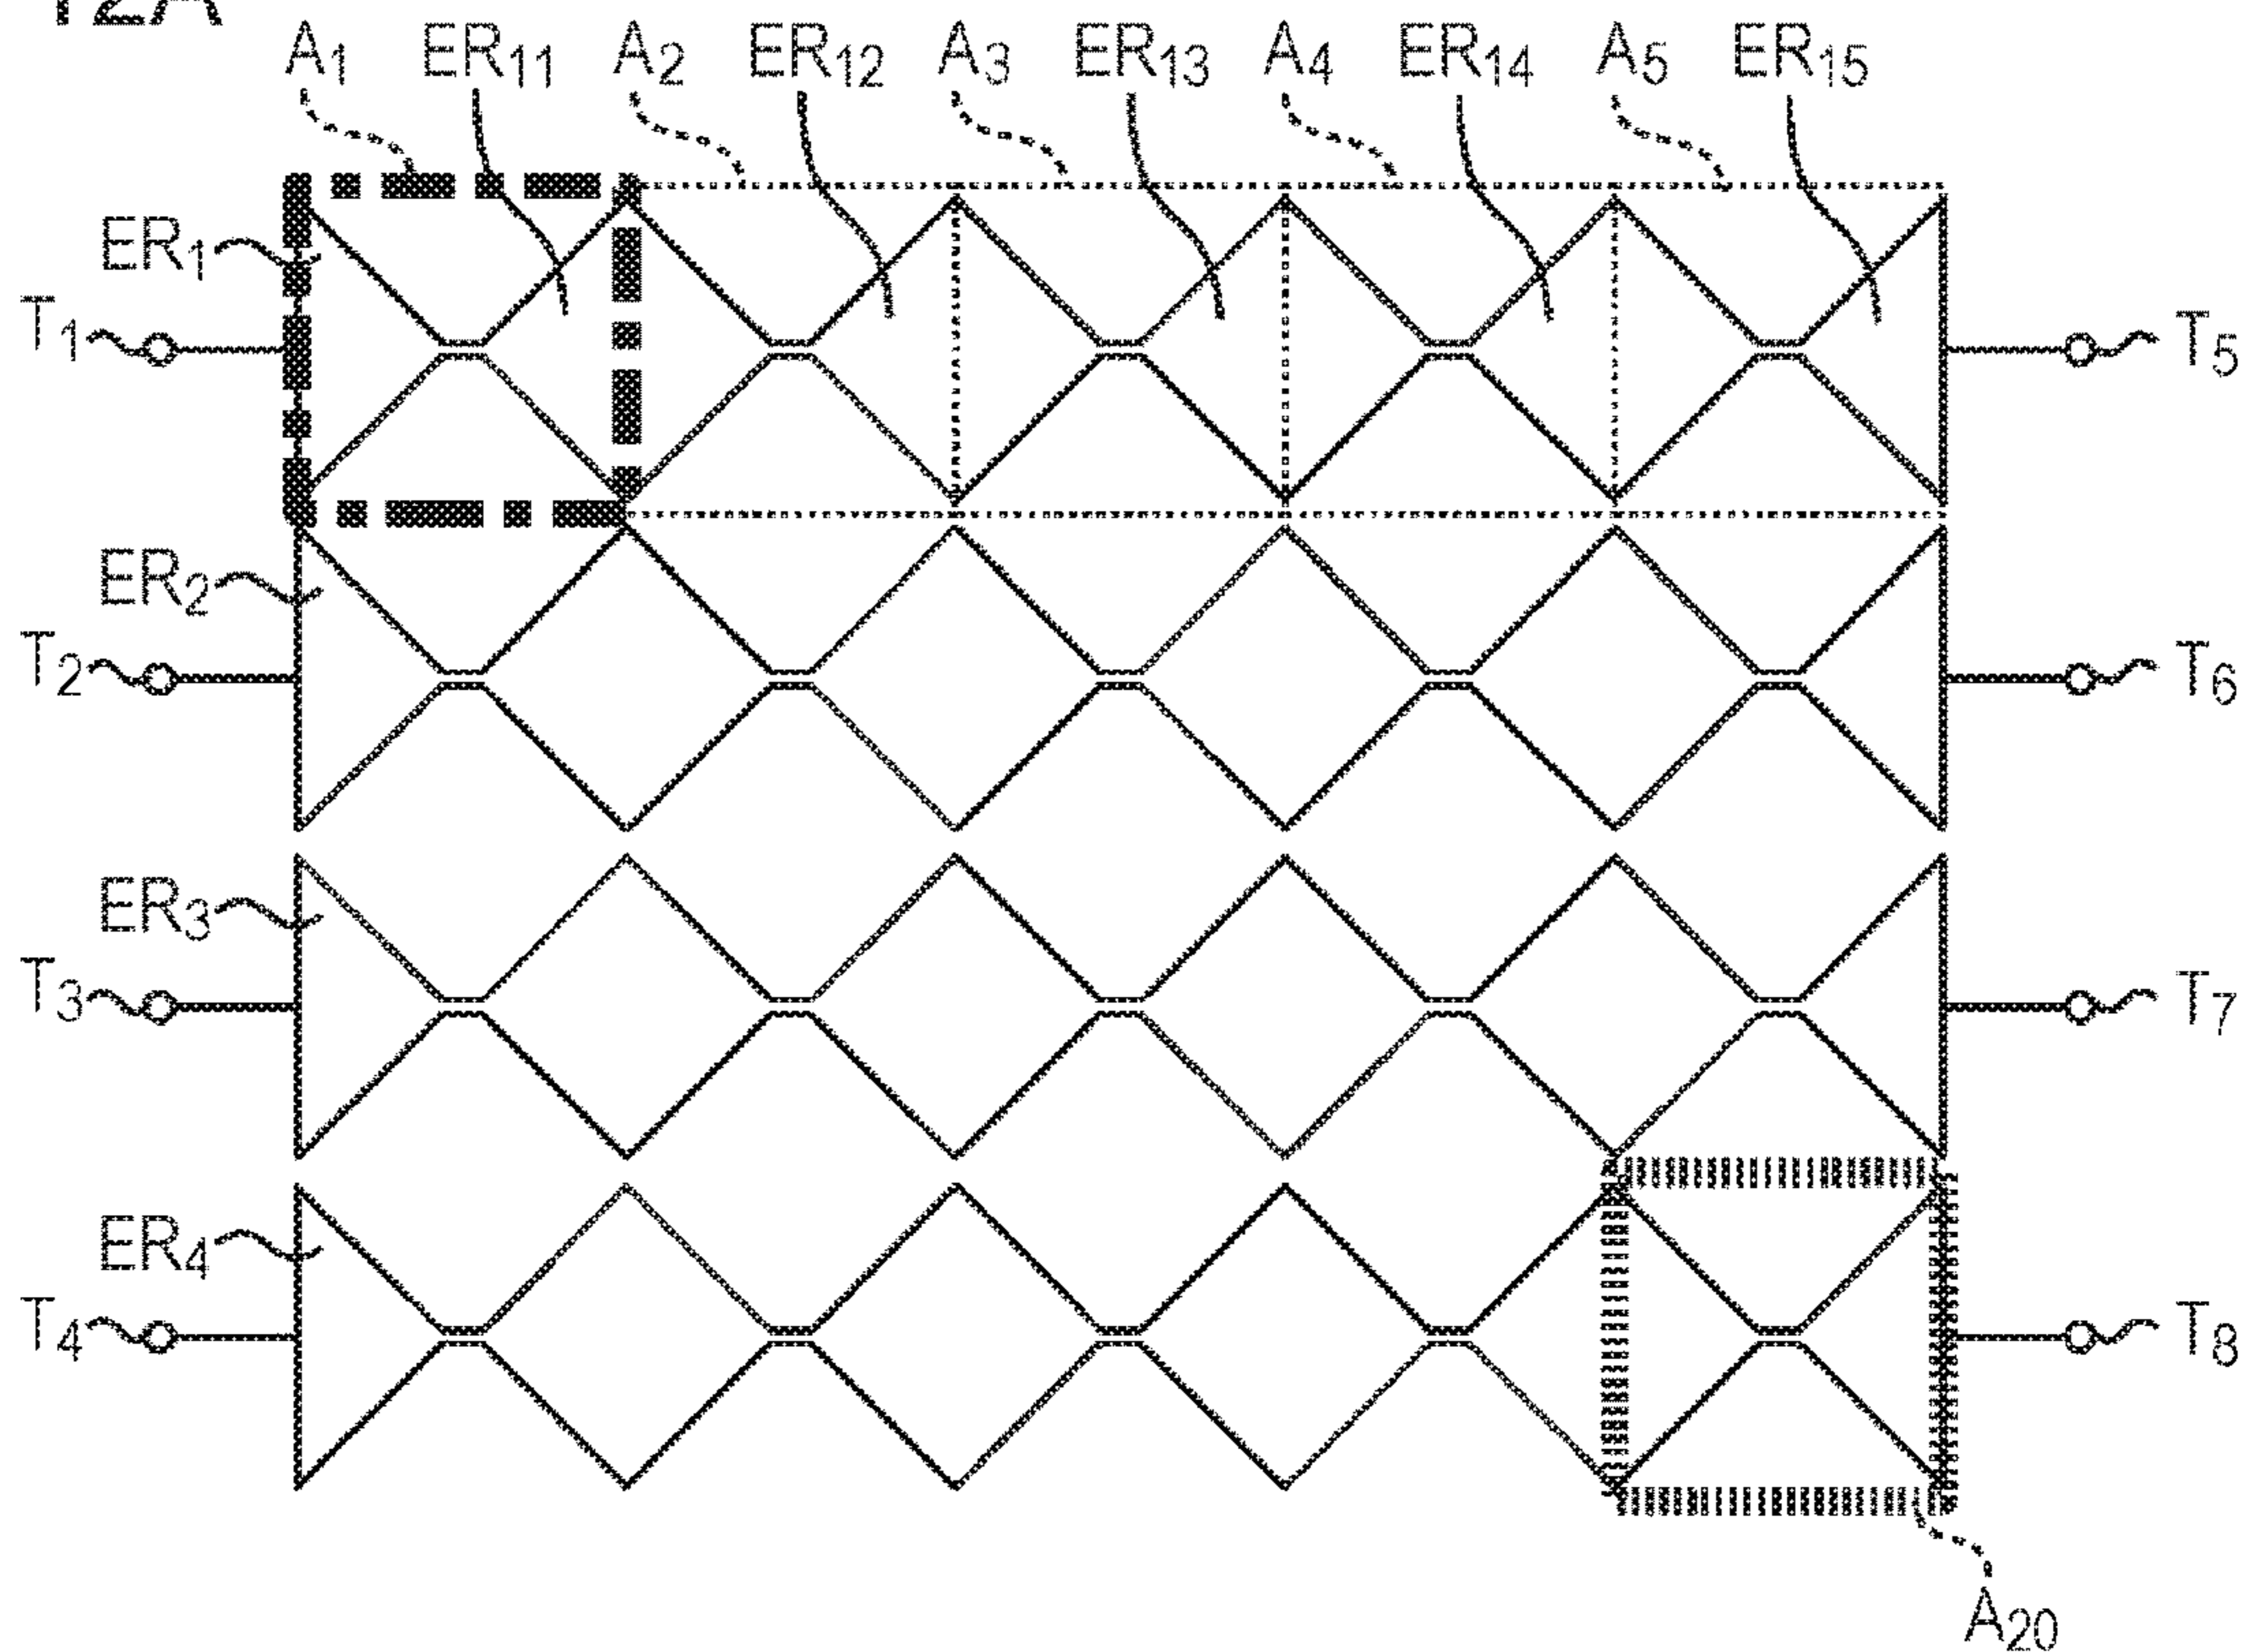 12A
A1 ER11 A2 ER12 A3 ER13 A4 ER14 A5 ER15
ER1
T1 T5
ER2
T2 T6
ER3
T3 T7
ER4
T4 T8
A20